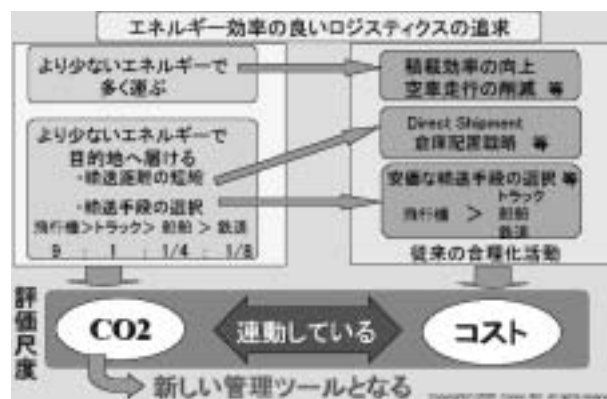 エネルギー効率の良いロジスティクスの追求
より少ないエネルギーで
多く運ぶ
積載効率の向上
空車走行の削減 等
より少ないエネルギーで
目的地へ届ける
・輸送距離の短縮
・輸送手段の選択
飛行機>トラック>船舶>鉄道
9 : 1 : 1/4 : 1/8
Direct Shipment
倉庫配置戦略 等
安価な輸送手段の選択 等
トラック
飛行機 > 船舶
鉄道
従来の合理化活動
評価尺度
CO2
連動している
コスト
新しい管理ツールとなる